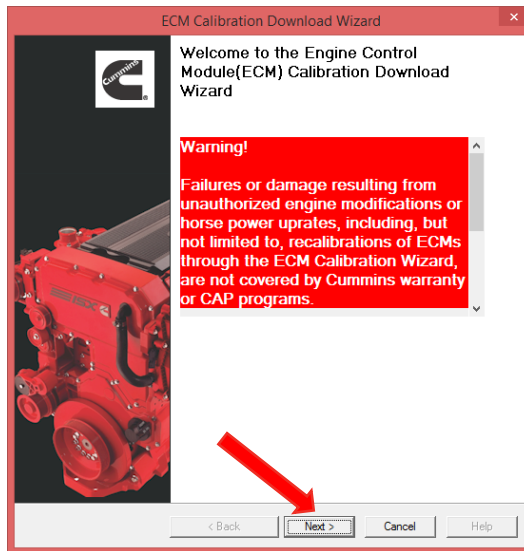 ECM Calibration Download Wizard
x
cummins
Welcome to the Engine Control
Module(ECM) Calibration Download
Wizard
Warning!
Failures or damage resulting from
unauthorized engine modifications or
horse power uprates, including, but
not limited to, recalibrations of ECMs
through the ECM Calibration Wizard,
are not covered by Cummins warranty
or CAP programs.
ISX
< Back
Next >
Cancel
Help